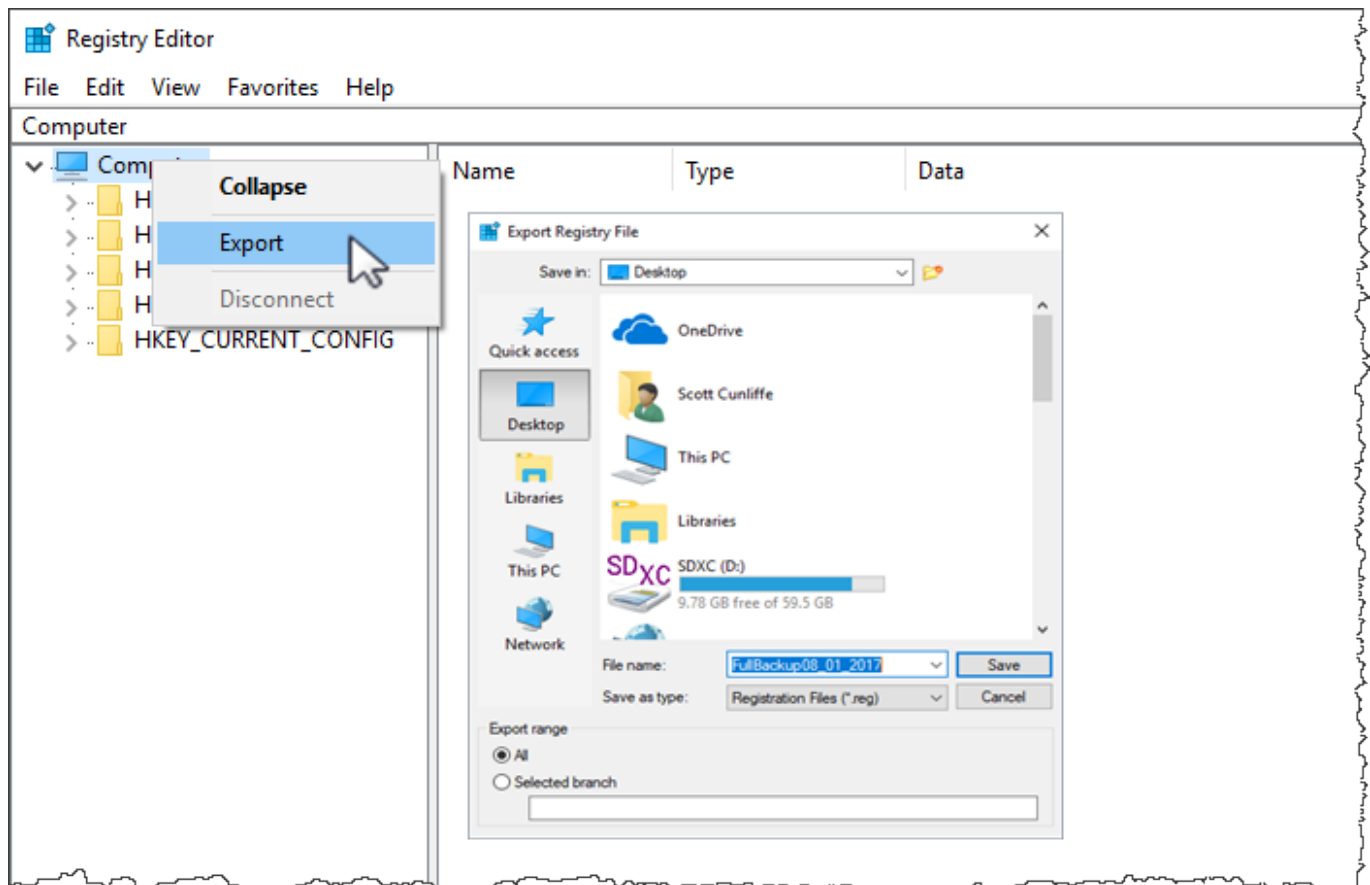 Registry Editor
File Edit View Favorites Help
Computer
Name Type Data
Collapse
Export
Disconnect
HKEY_CURRENT_CONFIG
Export Registry File
Save in: Desktop
Quick access
Desktop
Libraries
This PC
Network
OneDrive
Scott Cunliffe
This PC
Libraries
SDXC SDXC (D:)
9.78 GB free of 59.5 GB
File name: FullBackup08_01_2017 Save
Save as type: Registration Files (*.reg) Cancel
Export range
All
Selected branch